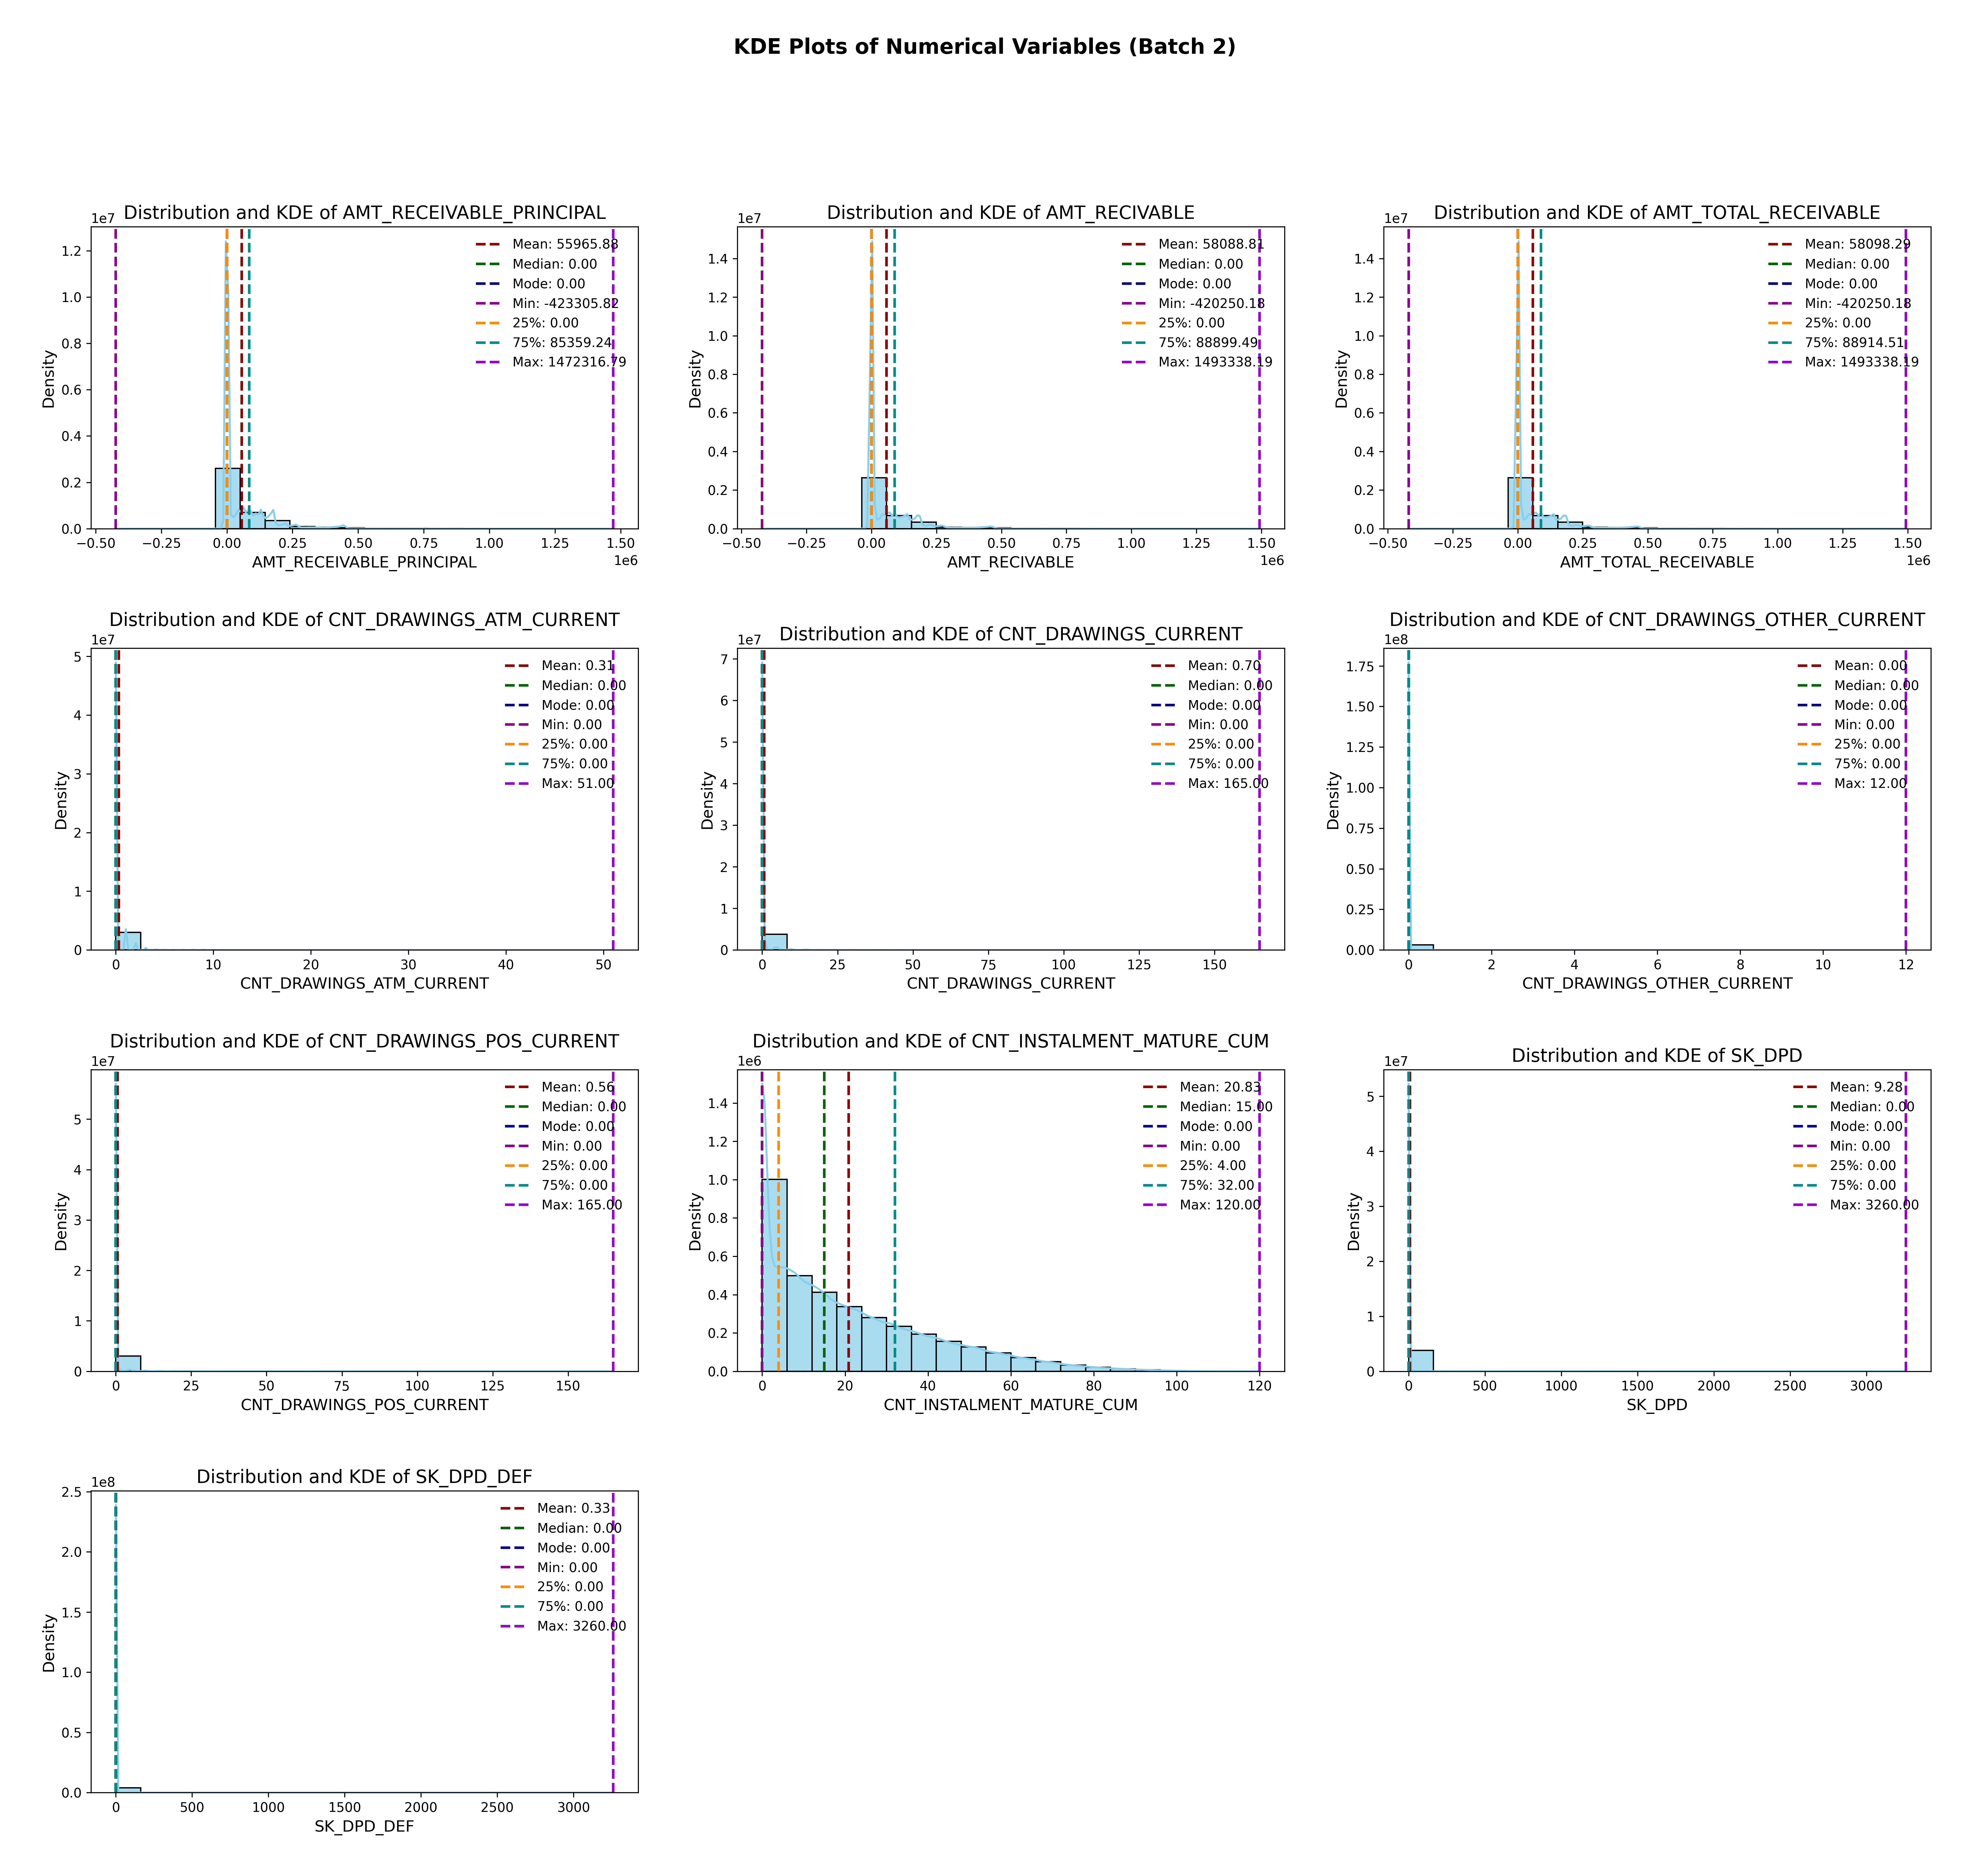 KDE Plots of Numerical Variables (Batch 2)
Distribution and KDE of AMT_RECEIVABLE_PRINCIPAL
1e7
Density
1.2
1.0
0.8
0.6
0.4
0.2
0.0
Mean: 55965.88
Median: 0.00
Mode: 0.00
Min: -423305.82
25%: 0.00
75%: 85359.24
Max: 1472316.79
−0.50 −0.25 0.00 0.25 0.50 0.75 1.00 1.25 1.50
1e6
AMT_RECEIVABLE_PRINCIPAL
Distribution and KDE of AMT_RECIVABLE
1e7
Density
1.4
1.2
1.0
0.8
0.6
0.4
0.2
0.0
Mean: 58088.81
Median: 0.00
Mode: 0.00
Min: -420250.18
25%: 0.00
75%: 88899.49
Max: 1493338.19
−0.50 −0.25 0.00 0.25 0.50 0.75 1.00 1.25 1.50
1e6
AMT_RECIVABLE
Distribution and KDE of AMT_TOTAL_RECEIVABLE
1e7
Density
1.4
1.2
1.0
0.8
0.6
0.4
0.2
0.0
Mean: 58098.29
Median: 0.00
Mode: 0.00
Min: -420250.18
25%: 0.00
75%: 88914.51
Max: 1493338.19
−0.50 −0.25 0.00 0.25 0.50 0.75 1.00 1.25 1.50
1e6
AMT_TOTAL_RECEIVABLE
Distribution and KDE of CNT_DRAWINGS_ATM_CURRENT
1e7
Density
5
4
3
2
1
0
Mean: 0.31
Median: 0.00
Mode: 0.00
Min: 0.00
25%: 0.00
75%: 0.00
Max: 51.00
0 10 20 30 40 50
CNT_DRAWINGS_ATM_CURRENT
Distribution and KDE of CNT_DRAWINGS_CURRENT
1e7
Density
7
6
5
4
3
2
1
0
Mean: 0.70
Median: 0.00
Mode: 0.00
Min: 0.00
25%: 0.00
75%: 0.00
Max: 165.00
0 25 50 75 100 125 150
CNT_DRAWINGS_CURRENT
Distribution and KDE of CNT_DRAWINGS_OTHER_CURRENT
1e8
Density
1.75
1.50
1.25
1.00
0.75
0.50
0.25
0.00
Mean: 0.00
Median: 0.00
Mode: 0.00
Min: 0.00
25%: 0.00
75%: 0.00
Max: 12.00
0 2 4 6 8 10 12
CNT_DRAWINGS_OTHER_CURRENT
Distribution and KDE of CNT_DRAWINGS_POS_CURRENT
1e7
Density
5
4
3
2
1
0
Mean: 0.56
Median: 0.00
Mode: 0.00
Min: 0.00
25%: 0.00
75%: 0.00
Max: 165.00
0 25 50 75 100 125 150
CNT_DRAWINGS_POS_CURRENT
Distribution and KDE of CNT_INSTALMENT_MATURE_CUM
1e6
Density
1.4
1.2
1.0
0.8
0.6
0.4
0.2
0.0
Mean: 20.83
Median: 15.00
Mode: 0.00
Min: 0.00
25%: 4.00
75%: 32.00
Max: 120.00
0 20 40 60 80 100 120
CNT_INSTALMENT_MATURE_CUM
Distribution and KDE of SK_DPD
1e7
Density
5
4
3
2
1
0
Mean: 9.28
Median: 0.00
Mode: 0.00
Min: 0.00
25%: 0.00
75%: 0.00
Max: 3260.00
0 500 1000 1500 2000 2500 3000
SK_DPD
Distribution and KDE of SK_DPD_DEF
1e8
Density
2.5
2.0
1.5
1.0
0.5
0.0
Mean: 0.33
Median: 0.00
Mode: 0.00
Min: 0.00
25%: 0.00
75%: 0.00
Max: 3260.00
0 500 1000 1500 2000 2500 3000
SK_DPD_DEF